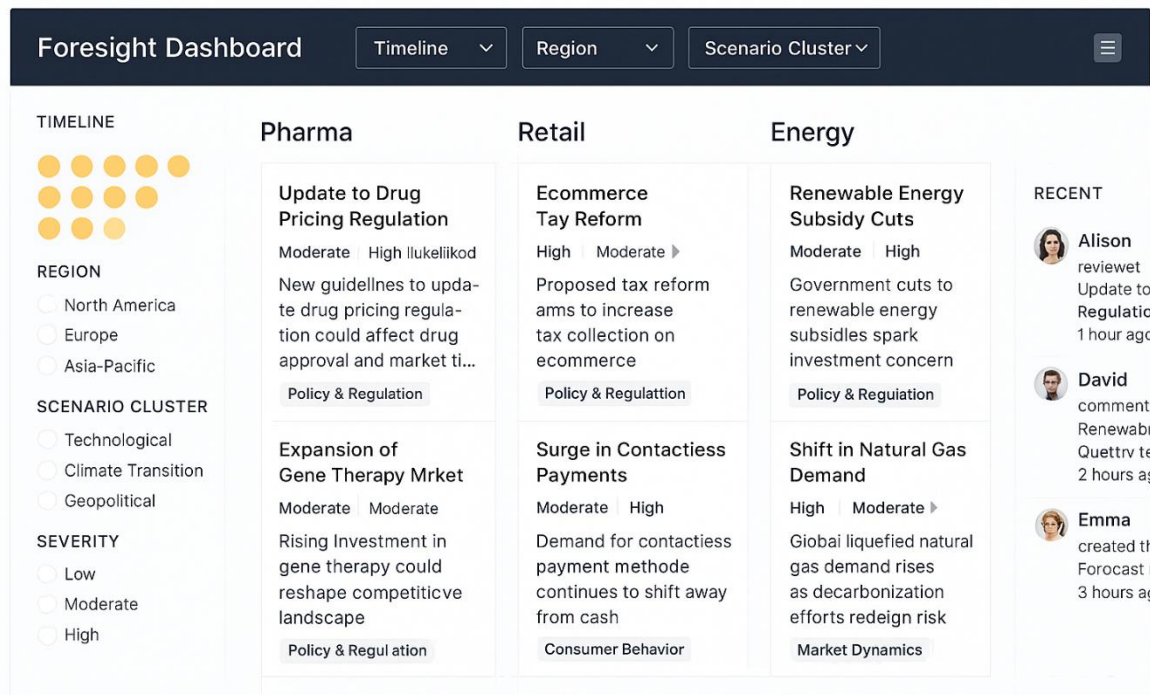 Foresight Dashboard
Timeline
Region
Scenario Cluster
TIMELINE
REGION
North America
Europe
Asia-Pacific
SCENARIO CLUSTER
Technological
Climate Transition
Geopolitical
SEVERITY
Low
Moderate
High
Pharma
Update to Drug
Pricing Regulation
Moderate High llukeliikod
New guidellnes to upda-
te drug pricing regula-
tion could affect drug
approval and market ti...
Policy & Regulation
Expansion of
Gene Therapy Mrket
Moderate Moderate
Rising Investment in
gene therapy could
reshape competiticve
landscape
Policy & Regul ation
Retail
Ecommerce
Tay Reform
High Moderate
Proposed tax reform
ams to increase
tax collection on
ecommerce
Policy & Regulattion
Surge in Contactiess
Payments
Moderate High
Demand for contactiess
payment methode
continues to shift away
from cash
Consumer Behavior
Energy
Renewable Energy
Subsidy Cuts
Moderate High
Government cuts to
renewable energy
subsidles spark
investment concern
Policy & Reguiation
Shift in Natural Gas
Demand
High Moderate
Giobai liquefied natural
gas demand rises
as decarbonization
efforts redeign risk
Market Dynamics
RECENT
Alison
reviewet
Update to
Regulatio
1 hour ago
David
comment
Renewab
Quettrv te
2 hours a
Emma
created th
Forocast
3 hours a